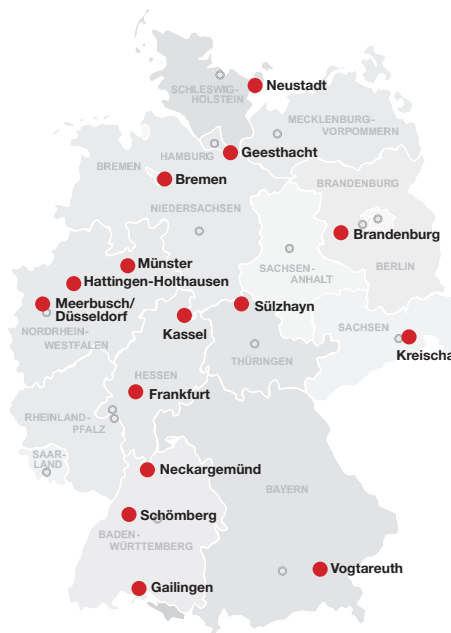 Neustadt
SCHLESWIG-
HOLSTEIN
MECKLENBURG-
VORPOMMERN
HAMBURG
Geesthacht
BREMEN
Bremen
BRANDENBURG
NIEDERSACHSEN
Brandenburg
Münster
SACHSEN-
ANHALT
BERLIN
Hattingen-Holthausen
Meerbusch/
Düsseldorf
Sülzhayn
NORDRHEIN-
WESTFALEN
Kassel
SACHSEN
Kreischa
THÜRINGEN
HESSEN
Frankfurt
RHEINLAND-
PFALZ
SAAR-
LAND
Neckargemünd
BAYERN
Schömberg
BADEN-
WÜRTTEMBERG
Vogtareuth
Gailingen